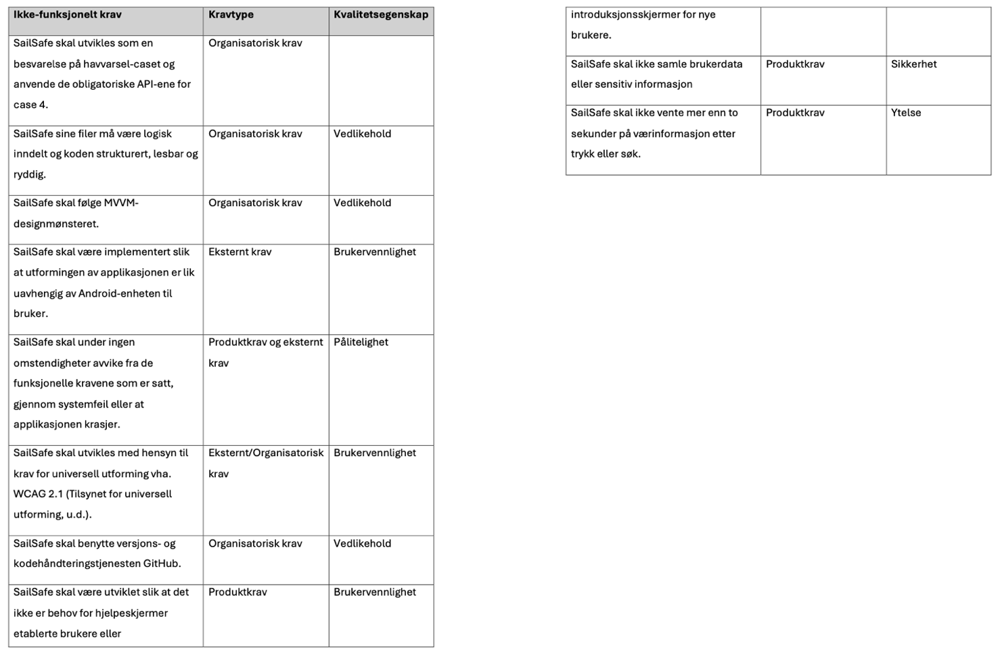 Ikke-funksjonelt krav Kravtype Kvalitetsegenskap
SailSafe skal utvikles som en Organisatorisk krav
besvarelse på havvarsel-caset og
anvende de obligatoriske API-ene for
case 4.
SailSafe sine filer må være logisk Organisatorisk krav Vedlikehold
inndelt og koden strukturert, lesbar og
ryddig.
SailSafe skal følge MVVM- Organisatorisk krav Vedlikehold
designmønsteret.
SailSafe skal være implementert slik Eksternt krav Brukervennlighet
at utformingen av applikasjonen er lik
uavhengig av Android-enheten til
bruker.
SailSafe skal under ingen Produktkrav og eksternt Pålitelighet
omstendigheter avvike fra de krav
funksjonelle kravene som er satt,
gjennom systemfeil eller at
applikasjonen krasjer.
SailSafe skal utvikles med hensyn til Eksternt/Organisatorisk Brukervennlighet
krav for universell utforming vha. krav
WCAG 2.1 (Tilsynet for universell
utforming, u.d.).
SailSafe skal benytte versjons- og Organisatorisk krav Vedlikehold
kodehåndteringstjenesten GitHub.
SailSafe skal være utviklet slik at det Produktkrav Brukervennlighet
ikke er behov for hjelpeskjermer
etablerte brukere eller
introduksjonsskjermer for nye
brukere.
SailSafe skal ikke samle brukerdata Produktkrav Sikkerhet
eller sensitiv informasjon
SailSafe skal ikke vente mer enn to Produktkrav Ytelse
sekunder på værinformasjon etter
trykk eller søk.